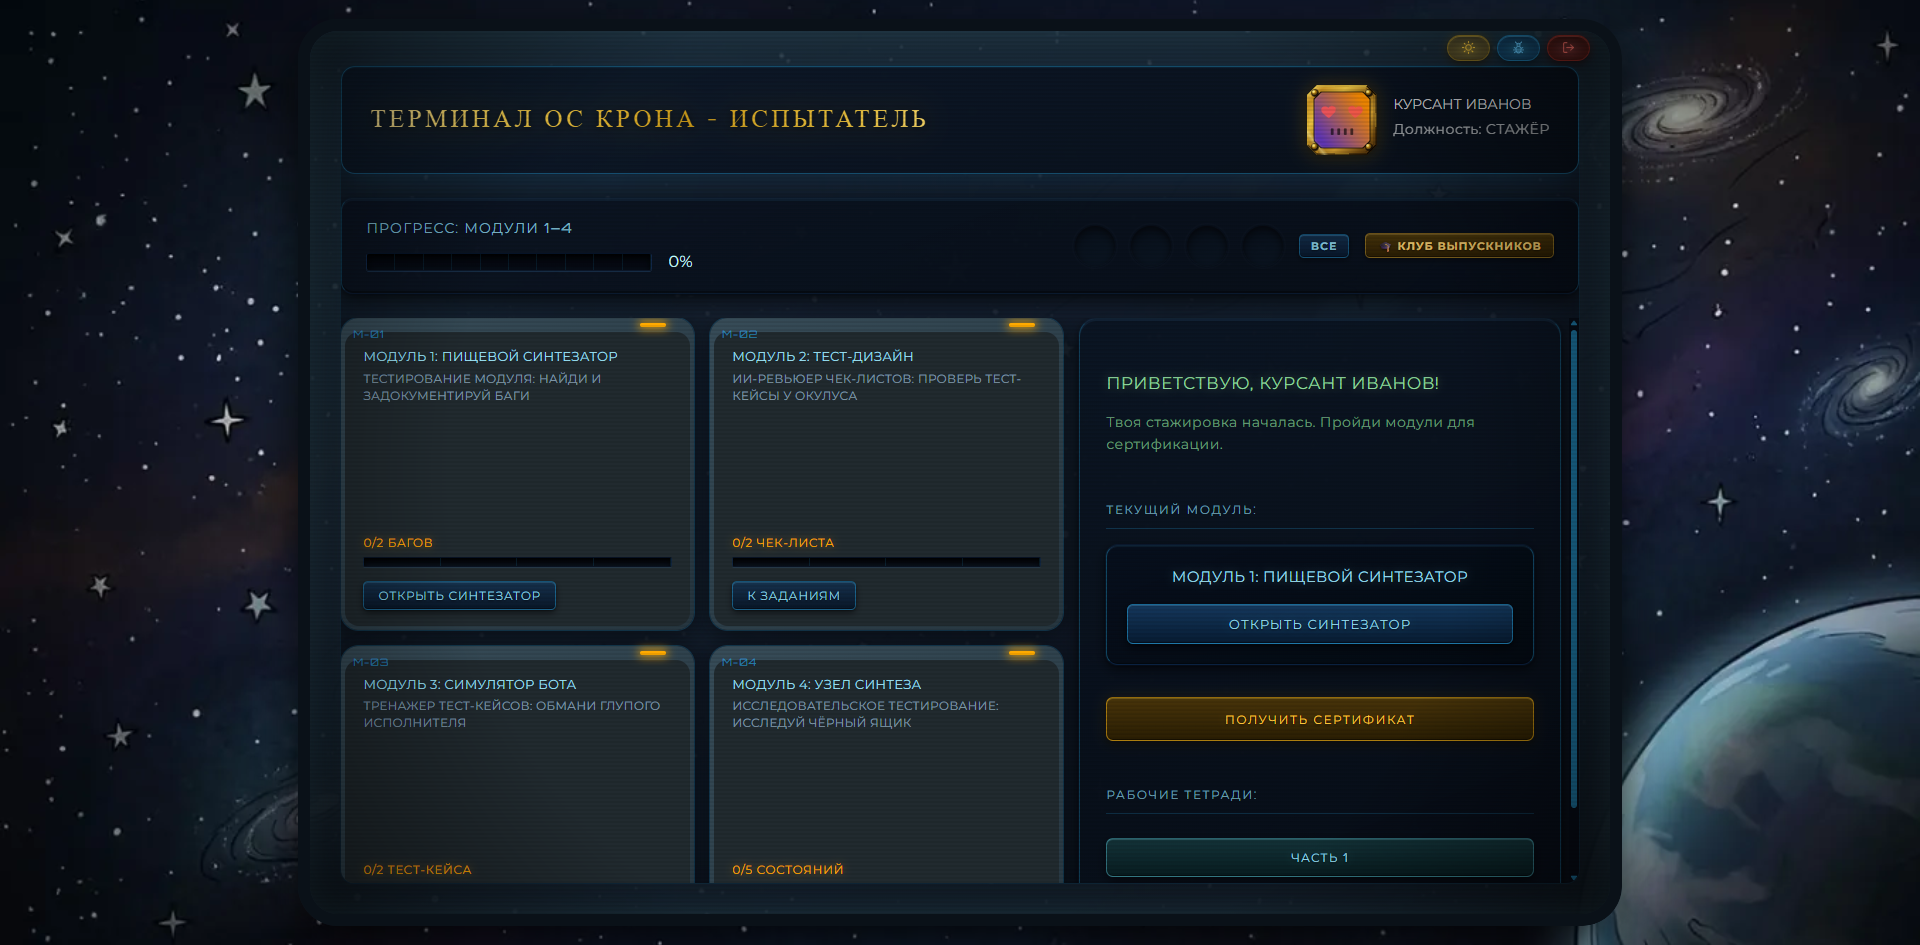 ТЕРМИНАЛ ОС КРОНА - ИСПЫТАТЕЛЬ
КУРСАНТ ИВАНОВ
Должность: СТАЖЁР
ПРОГРЕСС: МОДУЛИ 1—4
0%
ВСЕ
КЛУБ ВЫПУСКНИКОВ
M-01
МОДУЛЬ 1: ПИЩЕВОЙ СИНТЕЗАТОР
ТЕСТИРОВАНИЕ МОДУЛЯ: НАЙДИ И
ЗАДОКУМЕНТИРУЙ БАГИ
0/2 БАГОВ
ОТКРЫТЬ СИНТЕЗАТОР
M-02
МОДУЛЬ 2: ТЕСТ-ДИЗАЙН
ИИ-РЕВЬЮЕР ЧЕК-ЛИСТОВ: ПРОВЕРЬ ТЕСТ-
КЕЙСЫ У ОКУЛУСА
0/2 ЧЕК-ЛИСТА
К ЗАДАНИЯМ
M-03
МОДУЛЬ 3: СИМУЛЯТОР БОТА
ТРЕНАЖЕР ТЕСТ-КЕЙСОВ: ОБМАНИ ГЛУПОГО
ИСПОЛНИТЕЛЯ
0/2 ТЕСТ-КЕЙСА
M-04
МОДУЛЬ 4: УЗЕЛ СИНТЕЗА
ИССЛЕДОВАТЕЛЬСКОЕ ТЕСТИРОВАНИЕ:
ИССЛЕДУЙ ЧЁРНЫЙ ЯЩИК
0/5 СОСТОЯНИЙ
ПРИВЕТСТВУЮ, КУРСАНТ ИВАНОВ!
Твоя стажировка началась. Пройди модули для
сертификации.
ТЕКУЩИЙ МОДУЛЬ:
МОДУЛЬ 1: ПИЩЕВОЙ СИНТЕЗАТОР
ОТКРЫТЬ СИНТЕЗАТОР
ПОЛУЧИТЬ СЕРТИФИКАТ
РАБОЧИЕ ТЕТРАДИ:
ЧАСТЬ 1